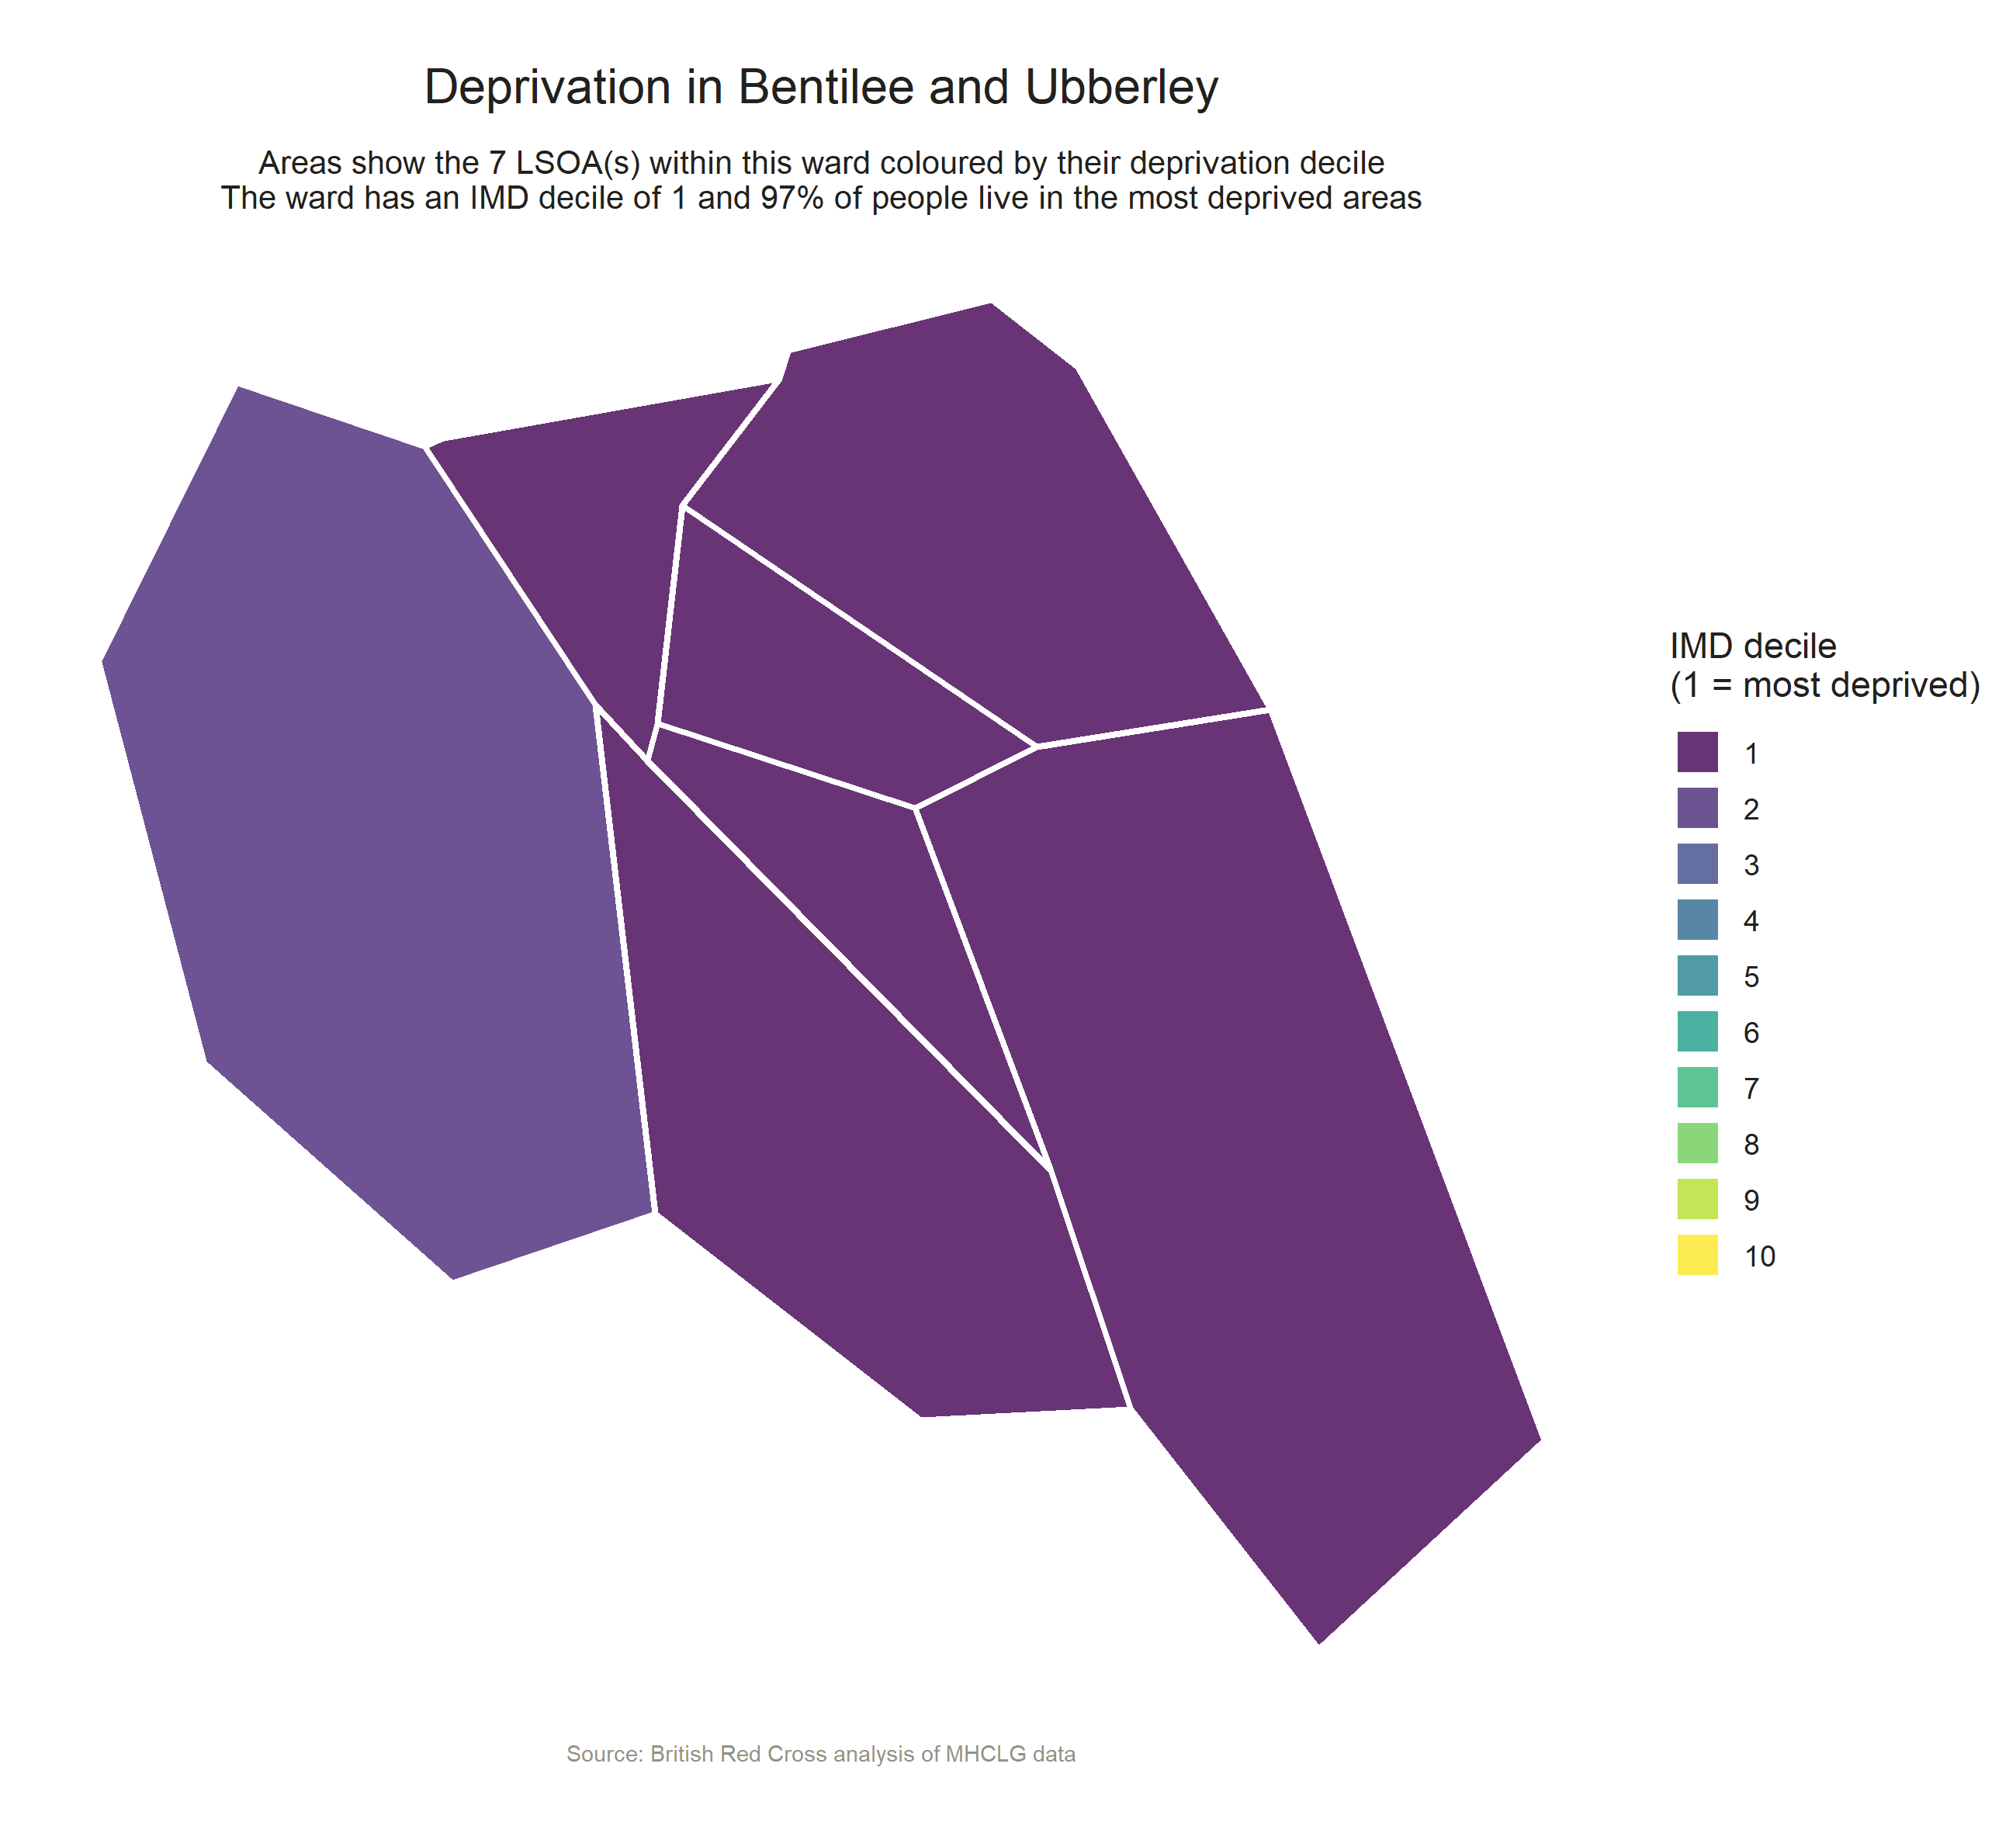 Deprivation in Bentilee and Ubberley
Areas show the 7 LSOA(s) within this ward coloured by their deprivation decile
The ward has an IMD decile of 1 and 97% of people live in the most deprived areas
IMD decile
(1 = most deprived)
1
2
3
4
5
6
7
8
9
10
Source: British Red Cross analysis of MHCLG data